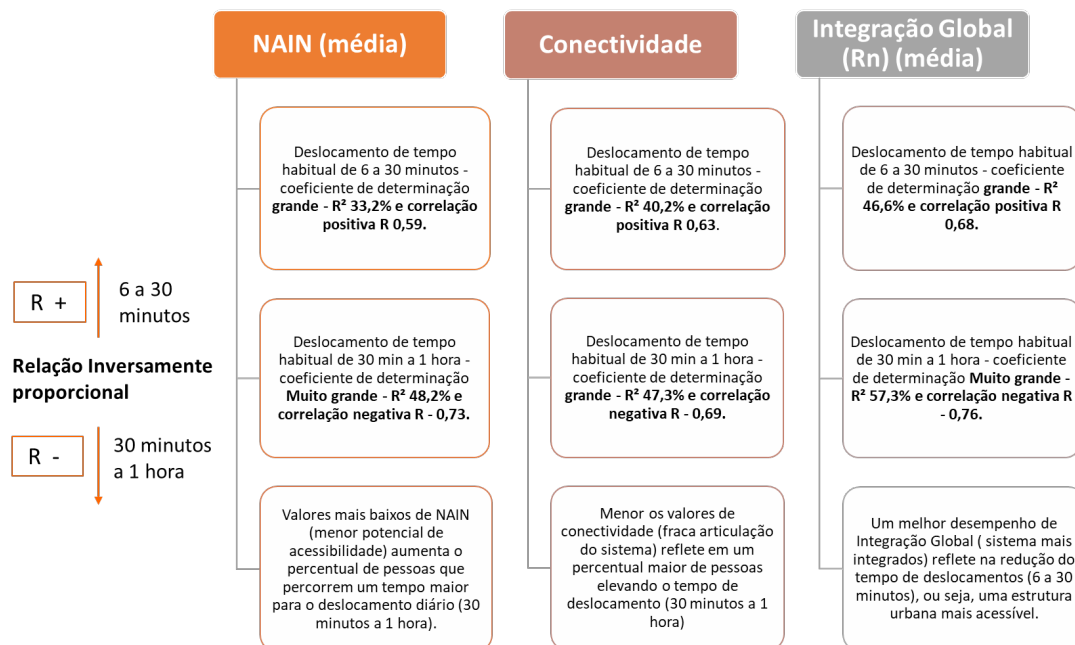 NAIN (média)
Deslocamento de tempo
habitual de 6 a 30 minutos -
coeficiente de determinação
grande - R² 33,2% e correlação
positiva R 0,59.
Deslocamento de tempo
habitual de 30 min a 1 hora -
coeficiente de determinação
Muito grande - R² 48,2% e
correlação negativa R - 0,73.
Valores mais baixos de NAIN
(menor potencial de
acessibilidade) aumenta o
percentual de pessoas que
percorrem um tempo maior
para o deslocamento diário (30
minutos a 1 hora).
Conectividade
Deslocamento de tempo
habitual de 6 a 30 minutos -
coeficiente de determinação
grande - R² 40,2% e correlação
positiva R 0,63.
Deslocamento de tempo
habitual de 30 min a 1 hora -
coeficiente de determinação
grande - R² 47,3% e correlação
negativa R - 0,69.
Menor os valores de
conectividade (fraca articulação
do sistema) reflete em um
percentual maior de pessoas
elevando o tempo de
deslocamento (30 minutos a 1
hora)
Integração Global
(Rn) (média)
Deslocamento de tempo
habitual de 6 a 30 minutos -
coeficiente de determinação
de determinação grande - R²
46,6% e correlação positiva R
0,68.
Deslocamento de tempo
habitual de 30 min a 1 hora -
coeficiente de
determinação Muito grande -
R² 57,3% e correlação negativa R
- 0,76.
Um melhor desempenho de
Integração Global ( sistema mais
integrados) reflete na redução do
tempo de deslocamentos (6 a 30
minutos), ou seja, uma estrutura
urbana mais acessível.
R +
6 a 30
minutos
Relação Inversamente
proporcional
R -
30 minutos
a 1 hora